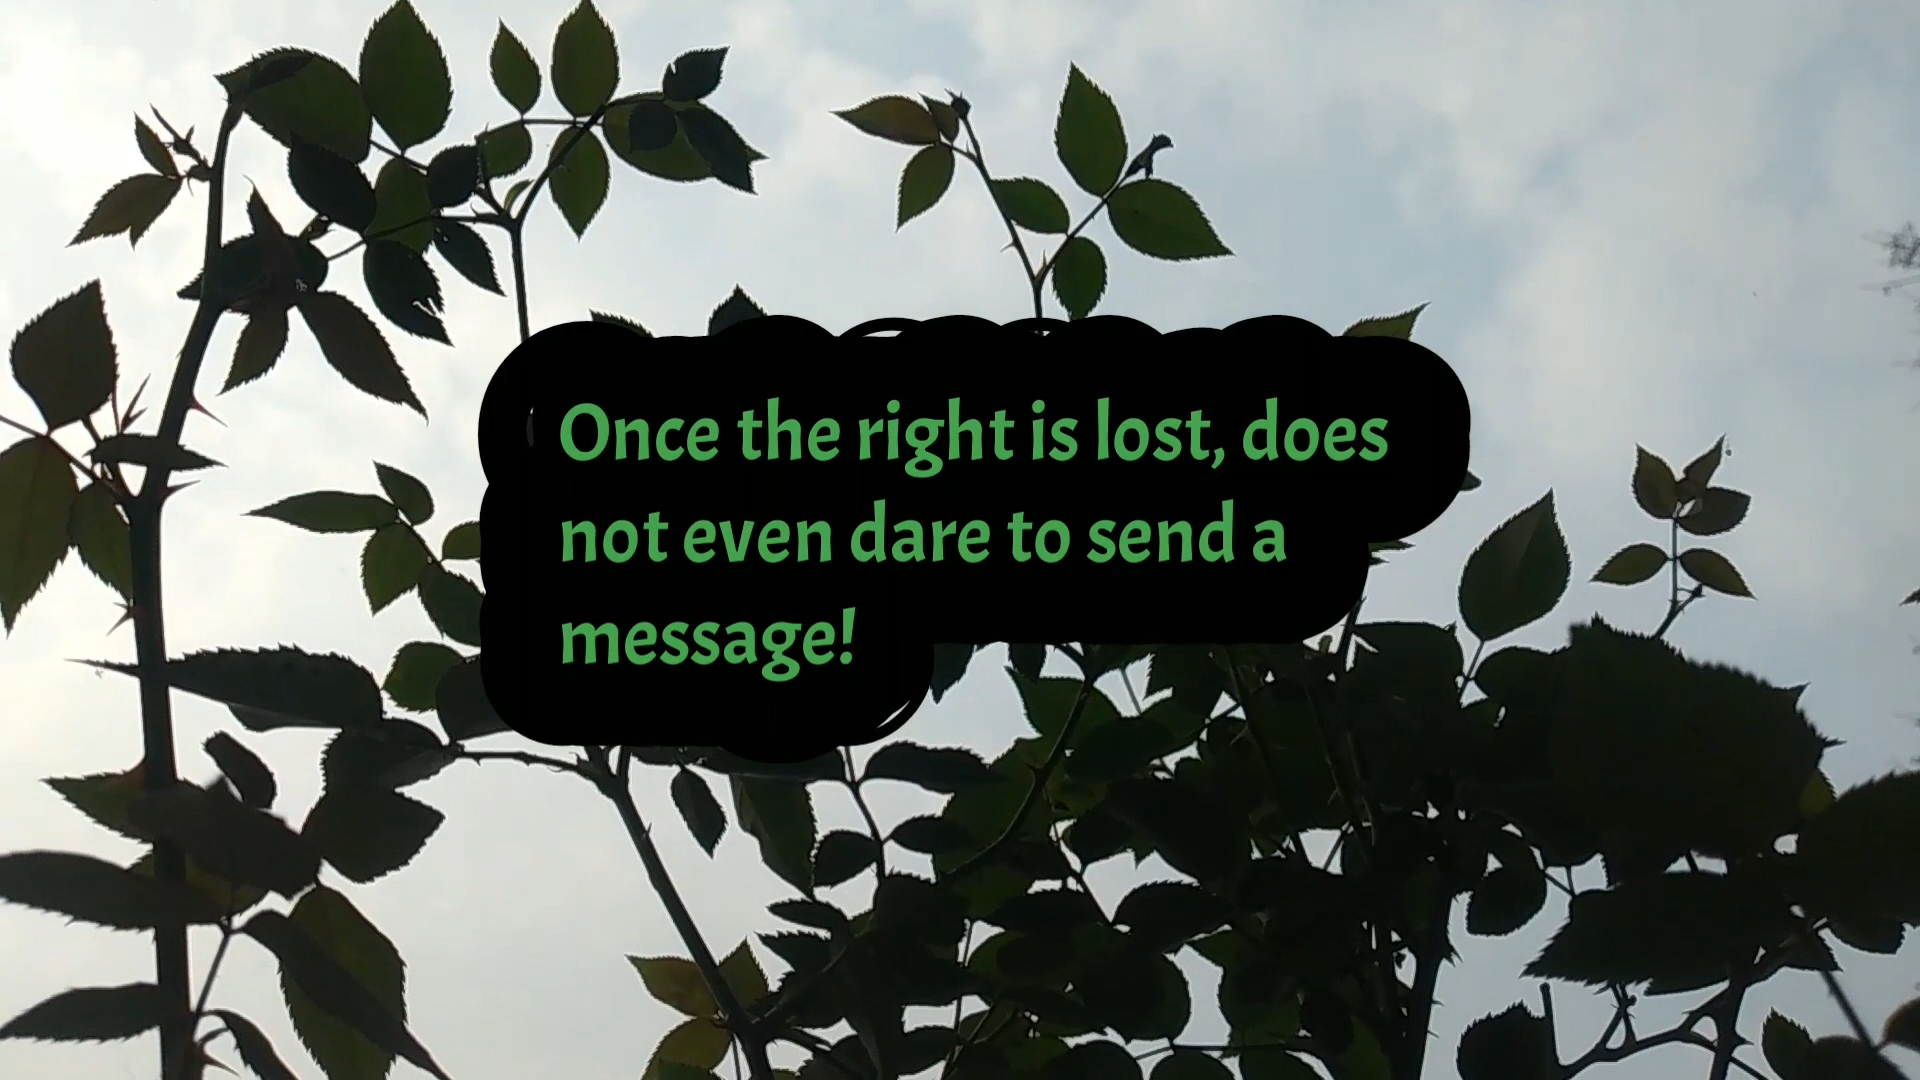 Once the right is lost, does
not even dare to send a
message!